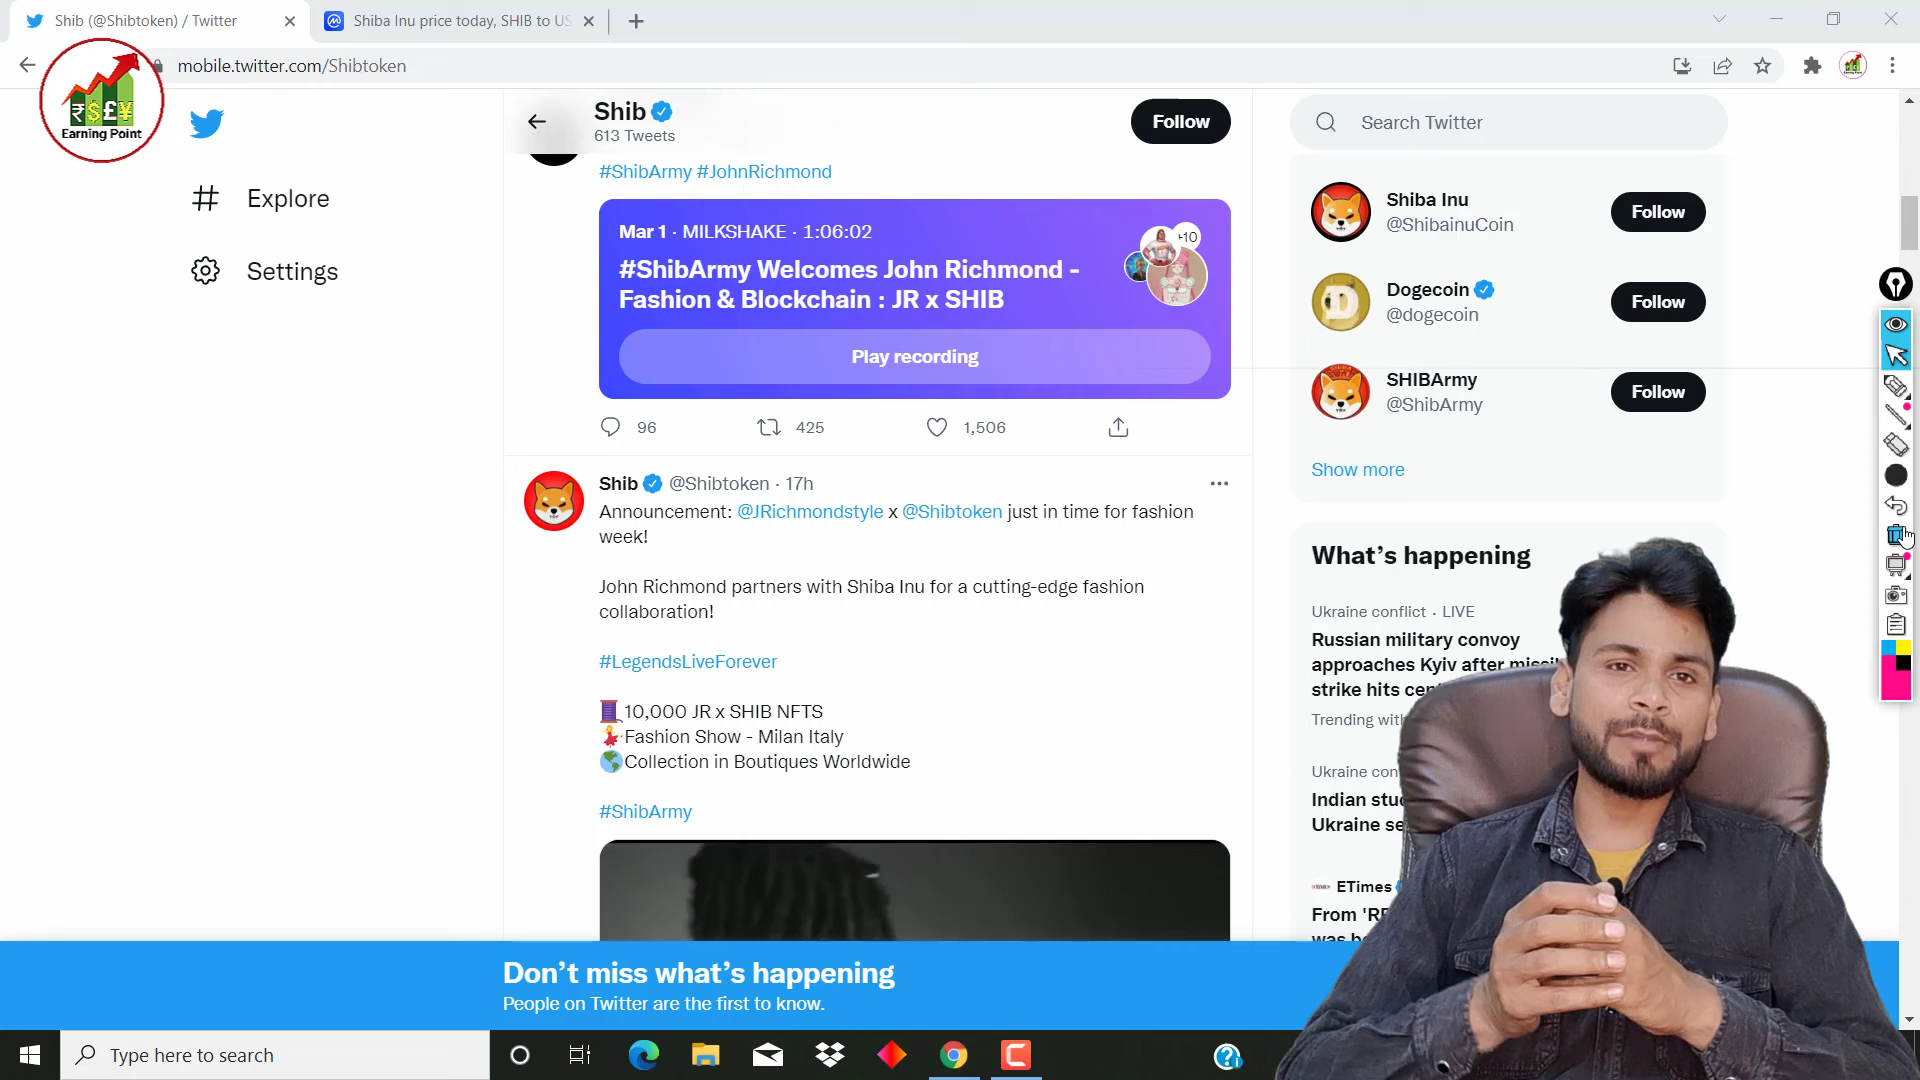 Shib (@Shibtoken) / Twitter
Shiba Inu price today, SHIB to US
mobile.twitter.com/Shibtoken
₹$£¥
Earning Point
Explore
Settings
Shib
613 Tweets
Follow
#ShibArmy #JohnRichmond
Mar 1 · MILKSHAKE · 1:06:02
+10
#ShibArmy Welcomes John Richmond -
Fashion & Blockchain : JR x SHIB
Play recording
96
425
1,506
Shib @Shibtoken · 17h
Announcement: @JRichmondstyle x @Shibtoken just in time for fashion
week!
John Richmond partners with Shiba Inu for a cutting-edge fashion
collaboration!
#LegendsLiveForever
10,000 JR x SHIB NFTS
Fashion Show - Milan Italy
Collection in Boutiques Worldwide
#ShibArmy
Search Twitter
Shiba Inu
@ShibainuCoin
Follow
Dogecoin
@dogecoin
Follow
SHIBArmy
@ShibArmy
Follow
Show more
What's happening
Ukraine conflict · LIVE
Russian military convoy
approaches Kyiv after
strike hits
Trending
Ukraine
Indian
Ukraine
ETimes
From
was
Don't miss what's happening
People on Twitter are the first to know.
Type here to search